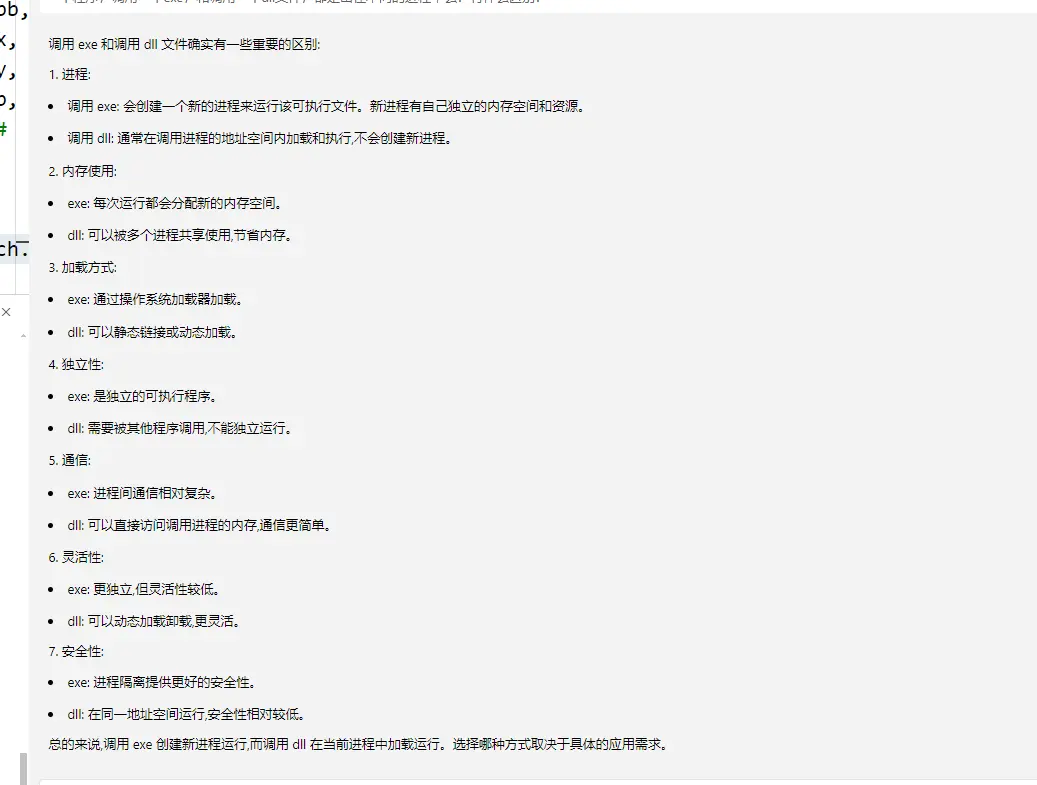 bb,
x,
y,
#
ch.
调用 exe 和调用 dll 文件确实有一些重要的区别:
1. 进程:
• 调用 exe: 会创建一个新的进程来运行该可执行文件。新进程有自己独立的内存空间和资源。
• 调用 dll: 通常在调用进程的地址空间内加载和执行,不会创建新进程。
2. 内存使用:
• exe: 每次运行都会分配新的内存空间。
• dll: 可以被多个进程共享使用,节省内存。
3. 加载方式:
• exe: 通过操作系统加载器加载。
• dll: 可以静态链接或动态加载。
4. 独立性:
• exe: 是独立的可执行程序。
• dll: 需要被其他程序调用,不能独立运行。
5. 通信:
• exe: 进程间通信相对复杂。
• dll: 可以直接访问调用进程的内存,通信更简单。
6. 灵活性:
• exe: 更独立,但灵活性较低。
• dll: 可以动态加载卸载,更灵活。
7. 安全性:
• exe: 进程隔离提供更好的安全性。
• dll: 在同一地址空间运行,安全性相对较低。
总的来说,调用 exe 创建新进程运行,而调用 dll 在当前进程中加载运行。选择哪种方式取决于具体的应用需求。